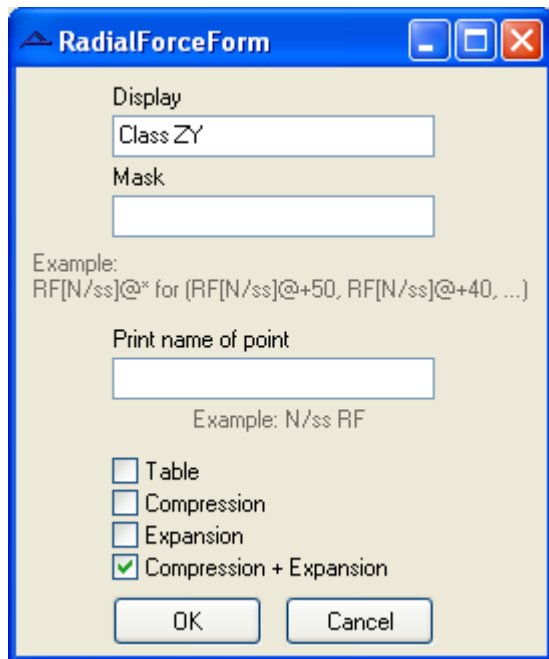 RadialForceForm
Display
Class ZY
Mask
Example:
RF[N/ss]@* for (RF[N/ss]@+50, RF[N/ss]@+40, ...)
Print name of point
Example: N/ss RF
Table
Compression
Expansion
Compression + Expansion
OK Cancel